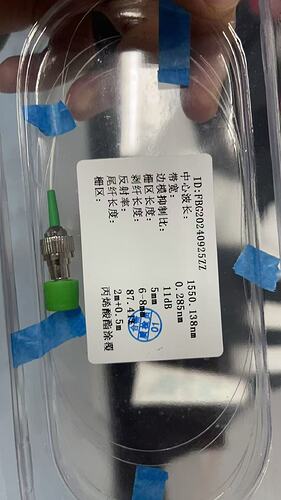 ID:FBG20240925ZZ
中心波长: 1550.138nm
带宽: 0.285nm
边模抑制比: 11dB
栅区长度: 5mm
剥纤长度: 6-8mm
反射率:
尾纤长度: 2m+0.5m
栅区: 丙烯酸酯涂覆